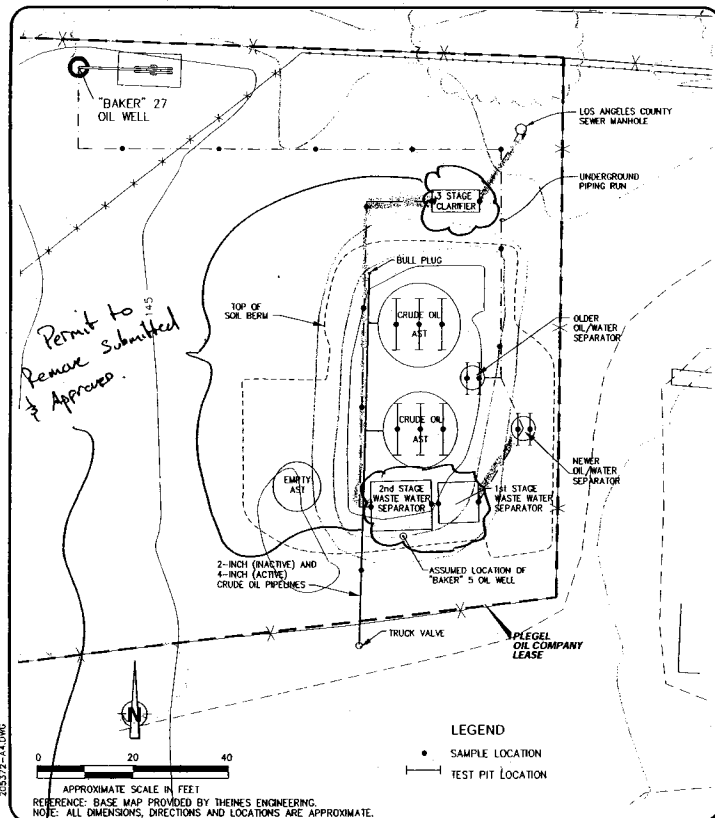 "BAKER" 27
OIL WELL
LOS ANGELES COUNTY
SEWER MANHOLE
3 STAGE
CLARIFIER
UNDERGROUND
PIPING RUN
BULL PLUG
145
TOP OF
SOIL BERM
CRUDE OIL
AST
OLDER
OIL/WATER
SEPARATOR
Permit to
Remove Submitted
& Approved.
CRUDE OIL
AST
NEWER
OIL/WATER
SEPARATOR
EMPTY
AST
2nd STAGE
WASTE WATER
SEPARATOR
1st STAGE
WASTE WATER
SEPARATOR
2-INCH (INACTIVE) AND
4-INCH (ACTIVE)
CRUDE OIL PIPELINES
ASSUMED LOCATION OF
"BAKER" 5 OIL WELL
TRUCK VALVE
PLEGEL
OIL COMPANY
LEASE
N
LEGEND
SAMPLE LOCATION
TEST PIT LOCATION
0 20 40
APPROXIMATE SCALE IN FEET
REFERENCE: BASE MAP PROVIDED BY THEINES ENGINEERING.
NOTE: ALL DIMENSIONS, DIRECTIONS AND LOCATIONS ARE APPROXIMATE.